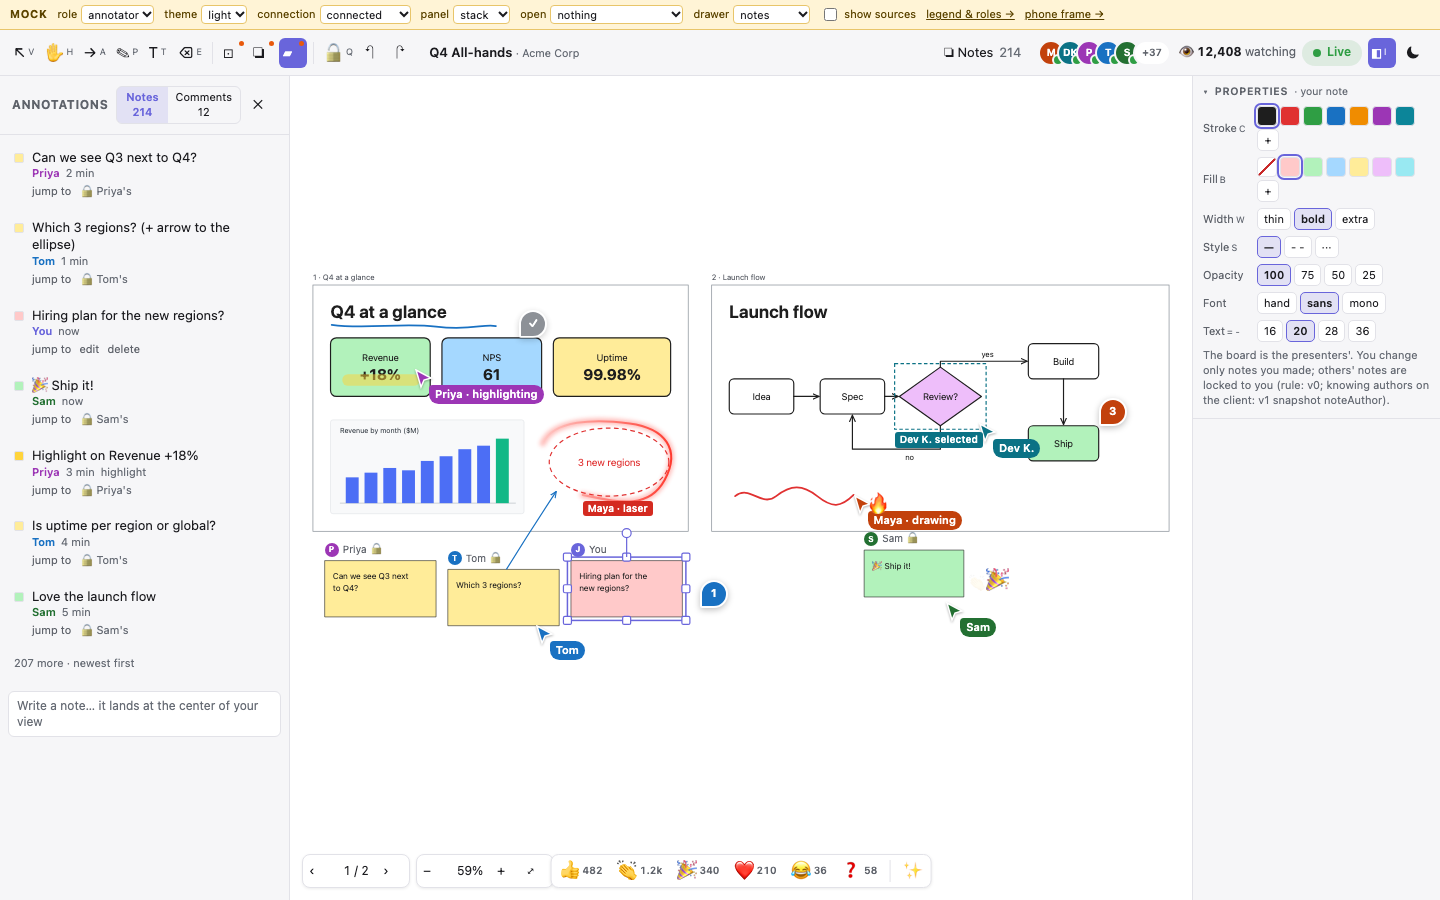 MOCK role annotator theme light connection connected panel stack open nothing drawer notes show sources legend & roles → phone frame →
V H A P T T E Q
Q4 All-hands · Acme Corp
Notes 214
M DK P T S +37
12,408 watching
Live
I
ANNOTATIONS
Notes 214
Comments 12
Can we see Q3 next to Q4?
Priya 2 min
jump to 🔒 Priya's
Which 3 regions? (+ arrow to the
ellipse)
Tom 1 min
jump to 🔒 Tom's
Hiring plan for the new regions?
You now
jump to edit delete
🎉 Ship it!
Sam now
jump to 🔒 Sam's
Highlight on Revenue +18%
Priya 3 min highlight
jump to 🔒 Priya's
Is uptime per region or global?
Tom 4 min
jump to 🔒 Tom's
Love the launch flow
Sam 5 min
jump to 🔒 Sam's
207 more · newest first
Write a note... it lands at the center of your
view
1 · Q4 at a glance
Q4 at a glance
Revenue
+18%
NPS
61
Uptime
99.98%
Priya · highlighting
Revenue by month ($M)
3 new regions
Maya · laser
P Priya 🔒
Can we see Q3 next
to Q4?
T Tom 🔒
Which 3 regions?
J You
Hiring plan for the
new regions?
1
Tom
2 · Launch flow
Launch flow
Idea
Spec
Review?
yes
no
Build
Ship
3
Dev K. selected
Dev K.
Maya · drawing
S Sam 🔒
🎉 Ship it!
Sam
‹ 1 / 2 ›
− 59% +
👍 482 👏 1.2k 🎉 340 ❤️ 210 😂 36 ❓ 58 ✨
PROPERTIES · your note
Stroke C
+
Fill B
+
Width W thin bold extra
Style S — - - ···
Opacity 100 75 50 25
Font hand sans mono
Text = - 16 20 28 36
The board is the presenters'. You change
only notes you made; others' notes are
locked to you (rule: v0; knowing authors on
the client: v1 snapshot noteAuthor).